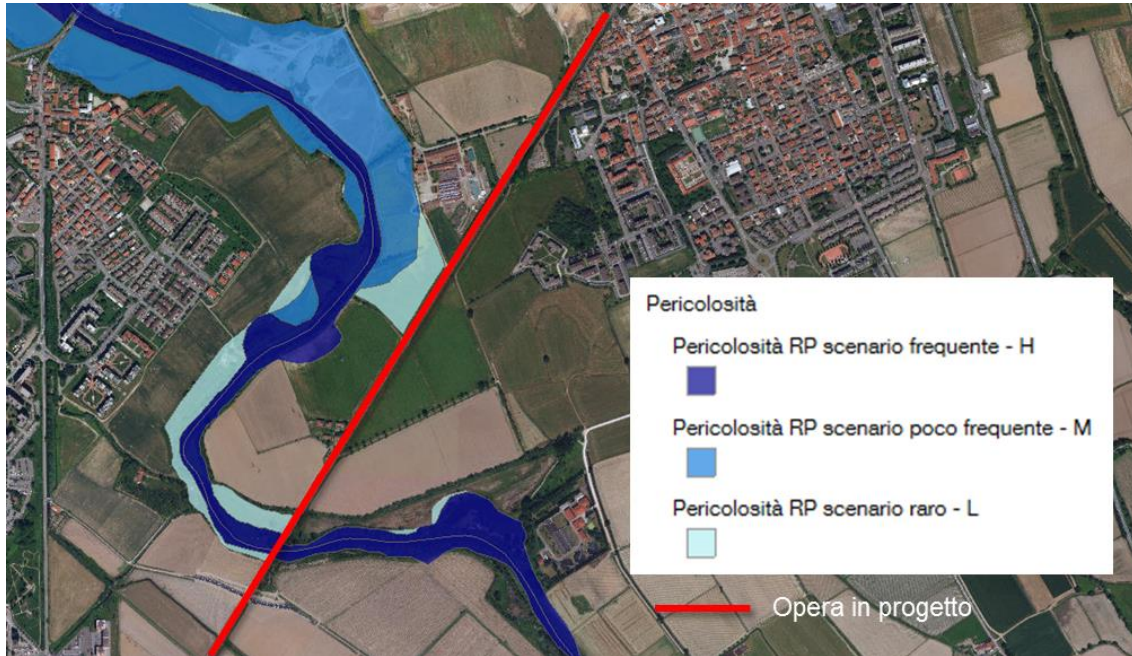 Pericolosità
Pericolosità RP scenario frequente - H
Pericolosità RP scenario poco frequente - M
Pericolosità RP scenario raro - L
Opera in progetto